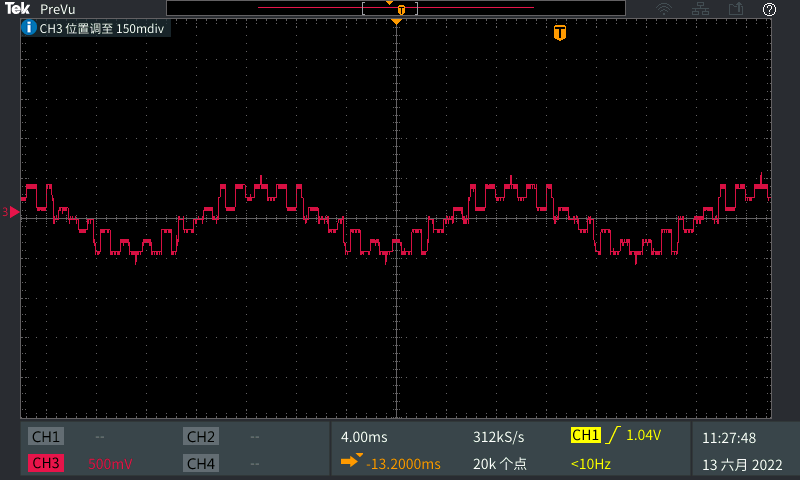 Tek PreVu
T
?
i CH3 位置调至 150mdiv
T
3
CH1 -- CH2 -- 4.00ms 312kS/s CH1 1.04V 11:27:48
CH3 500mV CH4 -- -13.2000ms 20k 个点 <10Hz 13 六月 2022